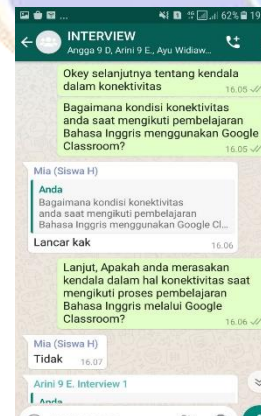 62% 19
INTERVIEW
Angga 9 D, Arini 9 E., Ayu Widiaw...
Okey selanjutnya tentang kendala
dalam konektivitas
16.05
Bagaimana kondisi konektivitas
anda saat mengikuti pembelajaran
Bahasa Inggris menggunakan Google
Classroom?
16.05
Mia (Siswa H)
Anda
Bagaimana kondisi konektivitas
anda saat mengikuti pembelajaran
Bahasa Inggris menggunakan Google Cl...
Lancar kak
16.06
Lanjut, Apakah anda merasakan
kendala dalam hal konektivitas saat
mengikuti proses pembelajaran
Bahasa Inggris melalui Google
Classroom?
16.06
Mia (Siswa H)
Tidak 16.07
Arini 9 E. Interview 1
Anda